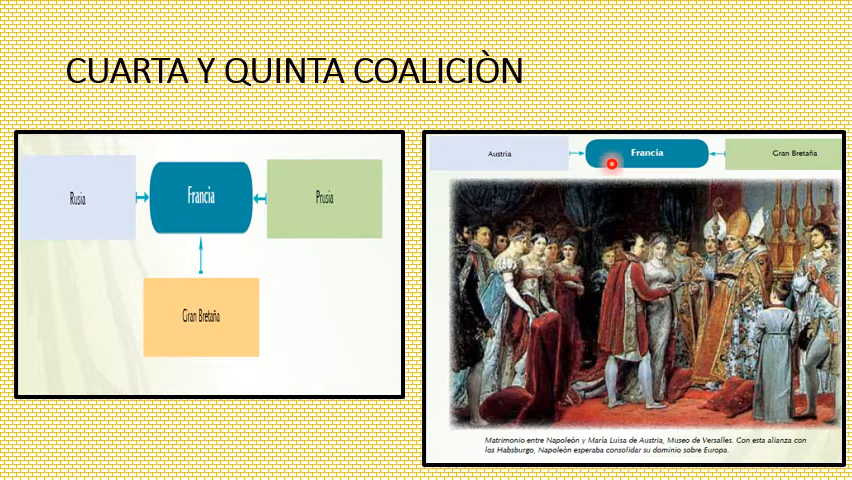 CUARTA Y QUINTA COALICIÒN
Rusia
Francia
Prusia
Gran Bretaña
Austria
Francia
Gran Bretaña
Matrimonio entre Napoleón y María Luisa de Austria, Museo de Versalles. Con esta alianza con
los Habsburgo, Napoleón esperaba consolidar su dominio sobre Europa.